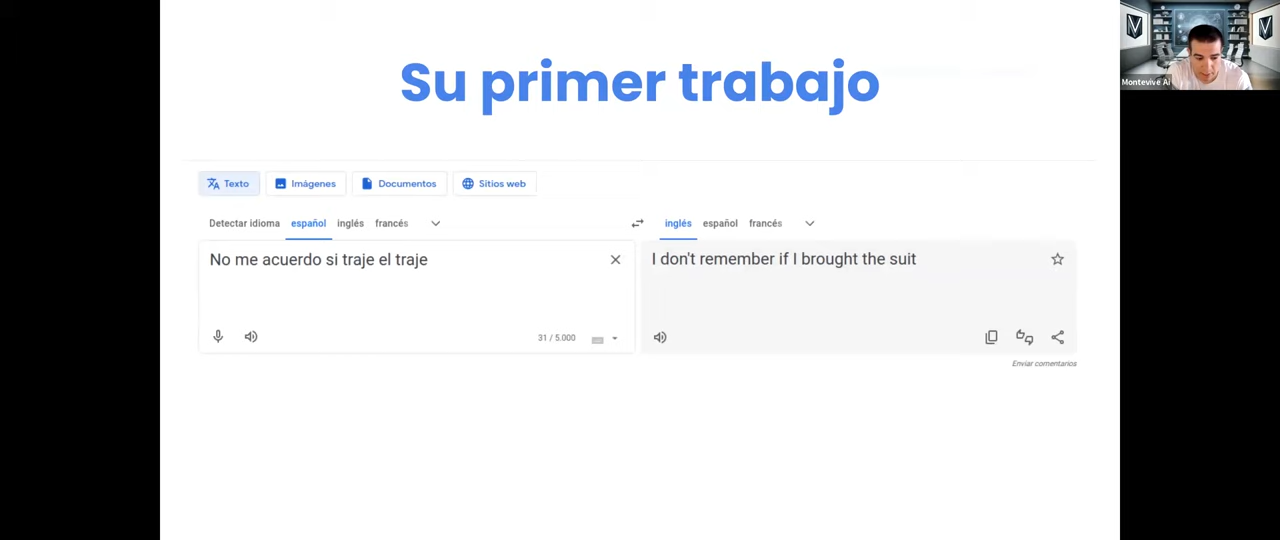 Su primer trabajo
Montevive Ai
Texto Imágenes Documentos Sitios web
Detectar idioma español inglés francés
inglés español francés
No me acuerdo si traje el traje
I don't remember if I brought the suit
31 / 5.000
Enviar comentarios